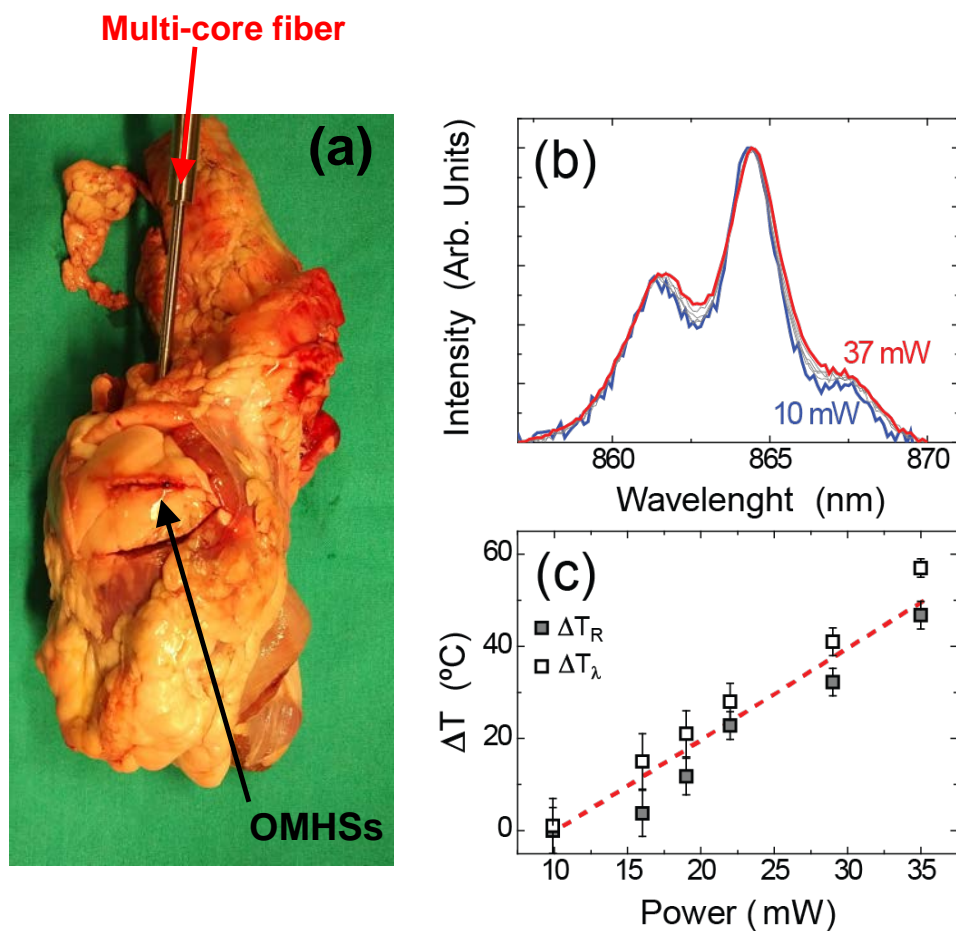 Multi-core fiber
(a)
OMHSs
(b)
Intensity (Arb. Units)
37 mW
10 mW
860 865 870
Wavelenght (nm)
(c)
ΔT_R
ΔT_λ
ΔT (ºC)
60
40
20
0
10 15 20 25 30 35
Power (mW)